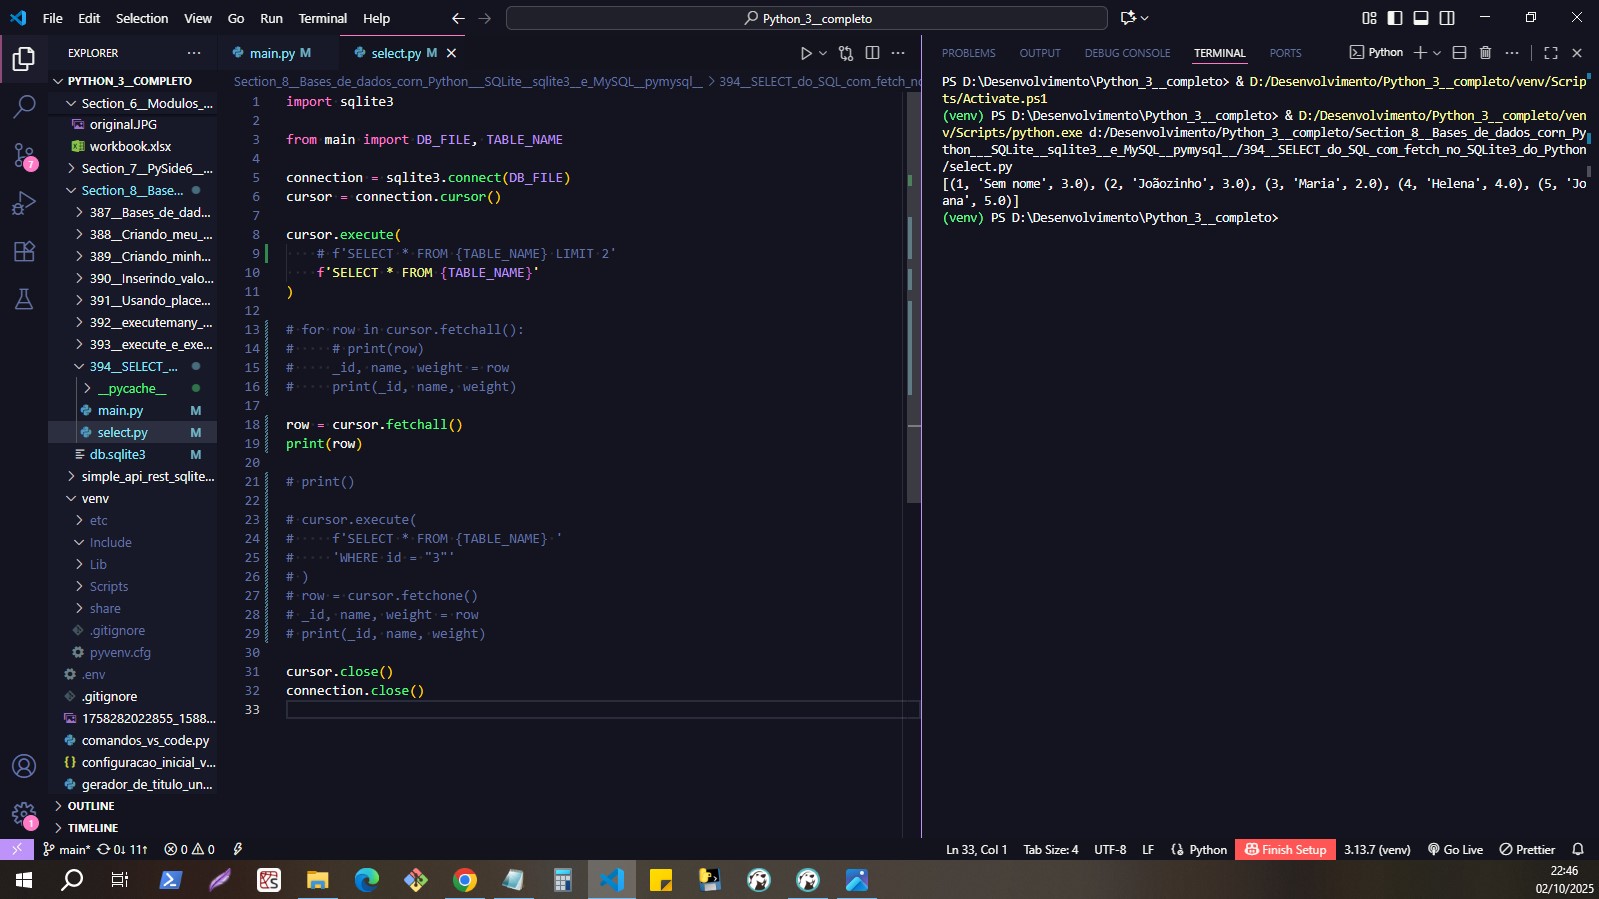 File Edit Selection View Go Run Terminal Help
Python_3__completo
EXPLORER
PYTHON_3__COMPLETO
Section_6__Modulos_...
original.JPG
workbook.xlsx
Section_7__PySide6__...
Section_8__Base...
387__Bases_de_dad...
388__Criando_meu_...
389__Criando_minh...
390__Inserindo_valo...
391__Usando_place...
392__executemany_...
393__execute_e_exe...
394__SELECT_...
__pycache__
main.py M
select.py M
db.sqlite3 M
simple_api_rest_sqlite...
venv
etc
Include
Lib
Scripts
share
.gitignore
pyvenv.cfg
.env
.gitignore
1758282022855_1588...
comandos_vs_code.py
configuracao_inicial_v...
gerador_de_titulo_un...
OUTLINE
TIMELINE
7
1
main.py M
select.py M
Section_8__Bases_de_dados_corn_Python___SQLite__sqlite3__e_MySQL__pymysql__ > 394__SELECT_do_SQL_com_fetch_no
1 import sqlite3
2
3 from main import DB_FILE, TABLE_NAME
4
5 connection = sqlite3.connect(DB_FILE)
6 cursor = connection.cursor()
7
8 cursor.execute(
9     # f'SELECT * FROM {TABLE_NAME} LIMIT 2'
10     f'SELECT * FROM {TABLE_NAME}'
11 )
12
13 # for row in cursor.fetchall():
14 #     # print(row)
15 #     _id, name, weight = row
16 #     print(_id, name, weight)
17
18 row = cursor.fetchall()
19 print(row)
20
21 # print()
22
23 # cursor.execute(
24 #     f'SELECT * FROM {TABLE_NAME} '
25 #     'WHERE id = "3"'
26 # )
27 # row = cursor.fetchone()
28 # _id, name, weight = row
29 # print(_id, name, weight)
30
31 cursor.close()
32 connection.close()
33
PROBLEMS OUTPUT DEBUG CONSOLE TERMINAL PORTS
Python
PS D:\Desenvolvimento\Python_3__completo> & D:/Desenvolvimento/Python_3__completo/venv/Scrip
ts/Activate.ps1
(venv) PS D:\Desenvolvimento\Python_3__completo> & D:/Desenvolvimento/Python_3__completo/ven
v/Scripts/python.exe d:/Desenvolvimento/Python_3__completo/Section_8__Bases_de_dados_corn_Py
thon___SQLite__sqlite3__e_MySQL__pymysql__/394__SELECT_do_SQL_com_fetch_no_SQLite3_do_Python
/select.py
[(1, 'Sem nome', 3.0), (2, 'Joãozinho', 3.0), (3, 'Maria', 2.0), (4, 'Helena', 4.0), (5, 'Jo
ana', 5.0)]
(venv) PS D:\Desenvolvimento\Python_3__completo>
main* 0↓ 11↑ 0 0
Ln 33, Col 1 Tab Size: 4 UTF-8 LF Python Finish Setup 3.13.7 (venv) Go Live Prettier
22:46
02/10/2025